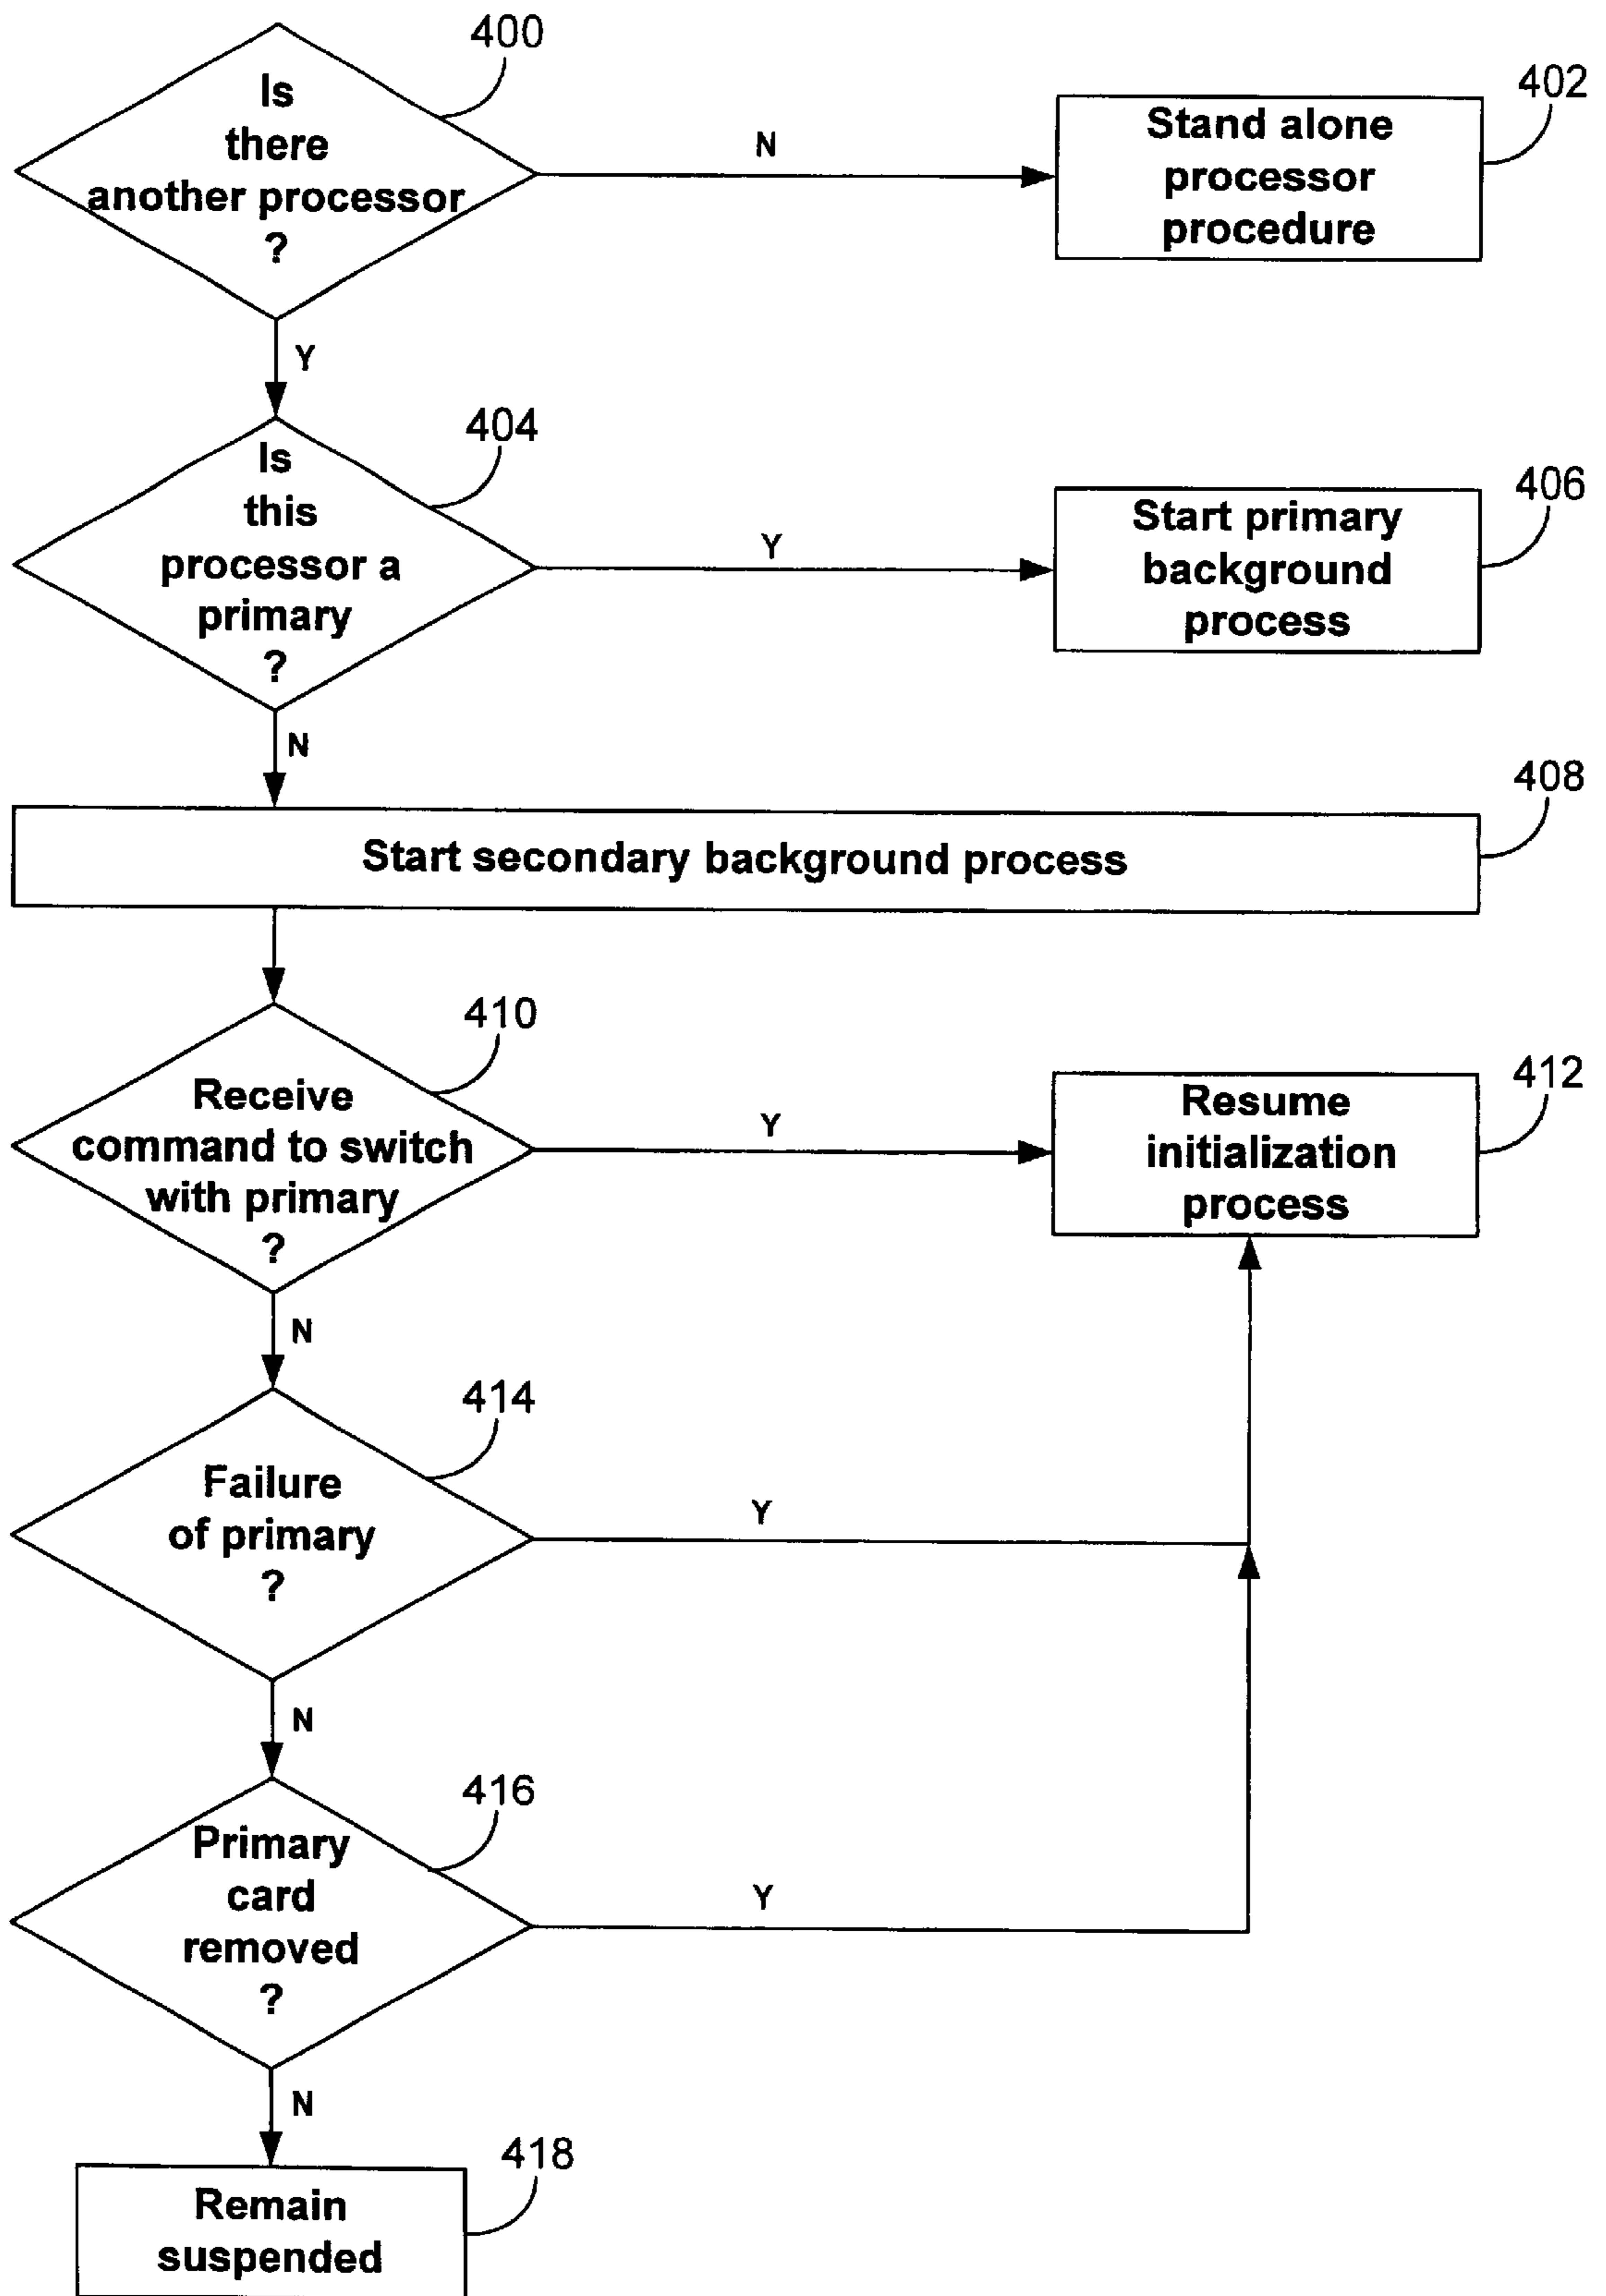 400
Is
there
another processor
?
N
402
Stand alone
processor
procedure
Y
404
Is
this
processor a
primary
?
Y
406
Start primary
background
process
N
408
Start secondary background process
410
Receive
command to switch
with primary
?
Y
412
Resume
initialization
process
N
414
Failure
of primary
?
Y
N
416
Primary
card
removed
?
Y
N
418
Remain
suspended